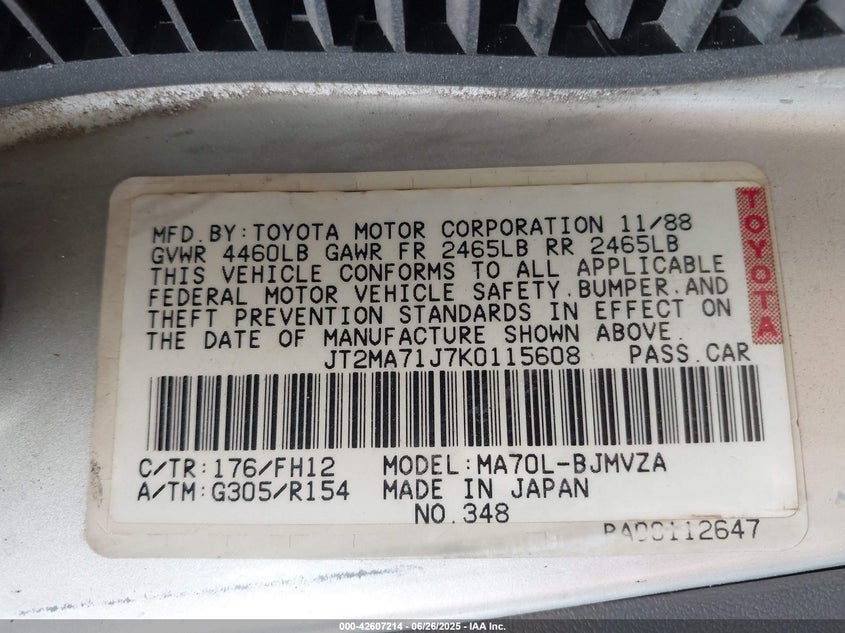 MFD. BY: TOYOTA MOTOR CORPORATION 11/88
GVWR 4460LB GAWR FR 2465LB RR 2465LB
THIS VEHICLE CONFORMS TO ALL APPLICABLE
FEDERAL MOTOR VEHICLE SAFETY, BUMPER, AND
THEFT PREVENTION STANDARDS IN EFFECT ON
THE DATE OF MANUFACTURE SHOWN ABOVE.
JT2MA71J7K0115608 PASS. CAR
TOYOTA
C/TR: 176/FH12 MODEL: MA70L-BJMVZA
A/TM: G305/R154 MADE IN JAPAN
NO. 348
000-42607214 - 06/26/2025 - IAA Inc.